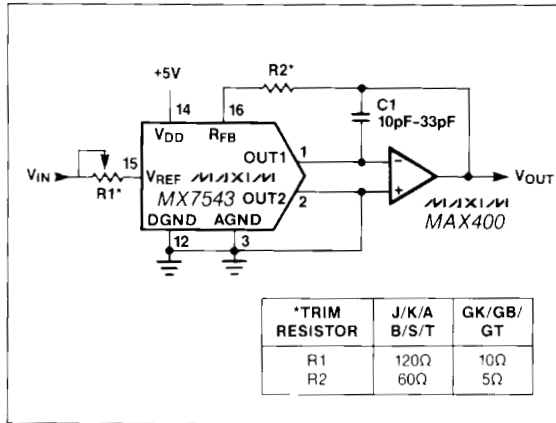 +5V
14
16
R2*
VDD
RFB
C1
10pF-33pF
OUT1
1
VIN
15
R1*
VREF
MAXIM
MX7543
OUT2
2
DGND
AGND
12
3
-
+
VOUT
MAXIM
MAX400
*TRIM RESISTOR
J/K/A B/S/T
GK/GB/ GT
R1 120Ω 10Ω
R2 60Ω 5Ω